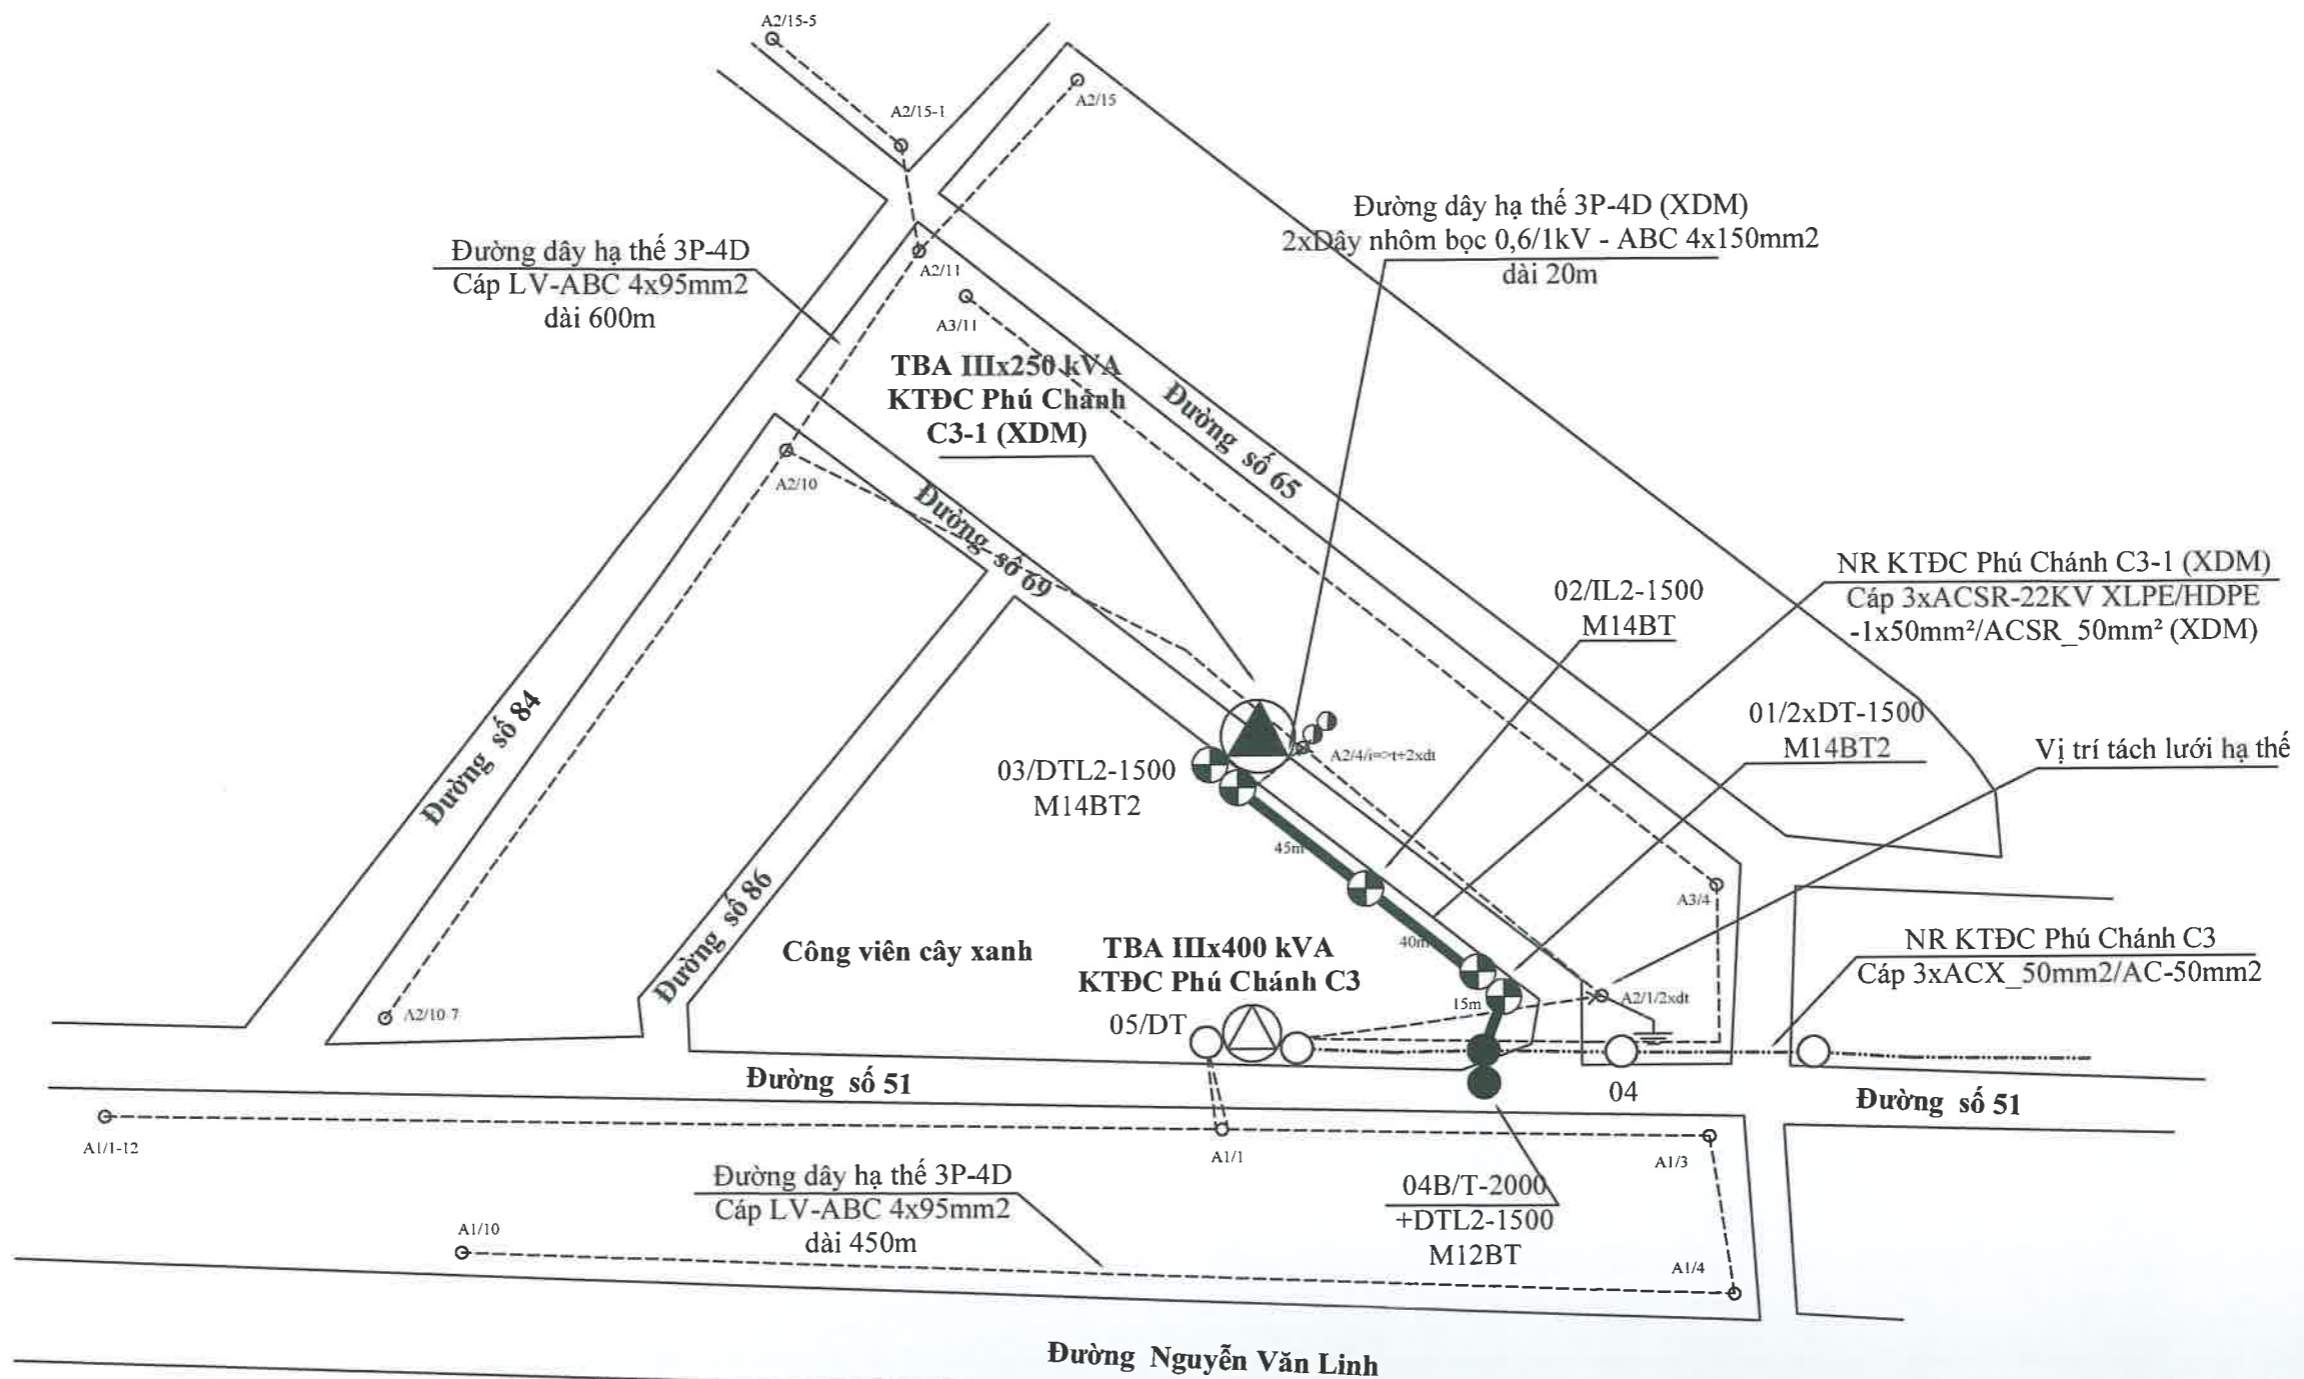 A2/15-5
A2/15
A2/15-1
Đường dây hạ thế 3P-4D (XDM)
2xDây nhôm bọc 0,6/1kV - ABC 4x150mm2
dài 20m
Đường dây hạ thế 3P-4D
Cáp LV-ABC 4x95mm2
dài 600m
A2/11
A3/11
TBA IIIx250 kVA
KTĐC Phú Chánh
C3-1 (XDM)
Đường số 65
A2/10
Đường số 69
NR KTĐC Phú Chánh C3-1 (XDM)
Cáp 3xACSR-22KV XLPE/HDPE
-1x50mm²/ACSR_50mm² (XDM)
02/IL2-1500
M14BT
01/2xDT-1500
M14BT2
Vị trí tách lưới hạ thế
Đường số 84
A2/4/i=>t+2xdt
03/DTL2-1500
M14BT2
45m
Đường số 86
A3/4
40m
Công viên cây xanh
TBA IIIx400 kVA
KTĐC Phú Chánh C3
NR KTĐC Phú Chánh C3
Cáp 3xACX_50mm2/AC-50mm2
A2/10-7
05/DT
15m
A2/1/2xdt
Đường số 51
04
Đường số 51
A1/1-12
A1/1
A1/3
Đường dây hạ thế 3P-4D
Cáp LV-ABC 4x95mm2
dài 450m
04B/T-2000
+DTL2-1500
M12BT
A1/10
A1/4
Đường Nguyễn Văn Linh